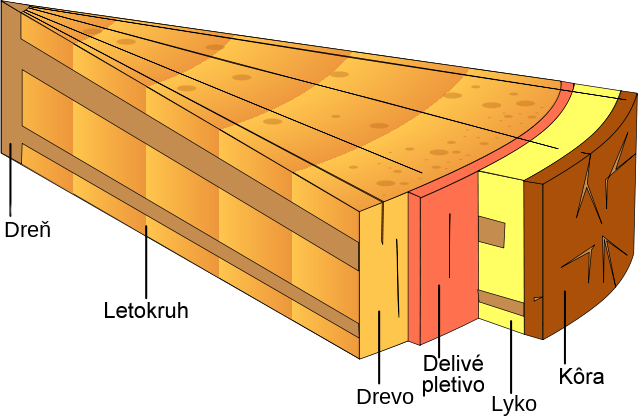 Dreň
Letokruh
Drevo
Delivé
pletivo
Lyko
Kôra